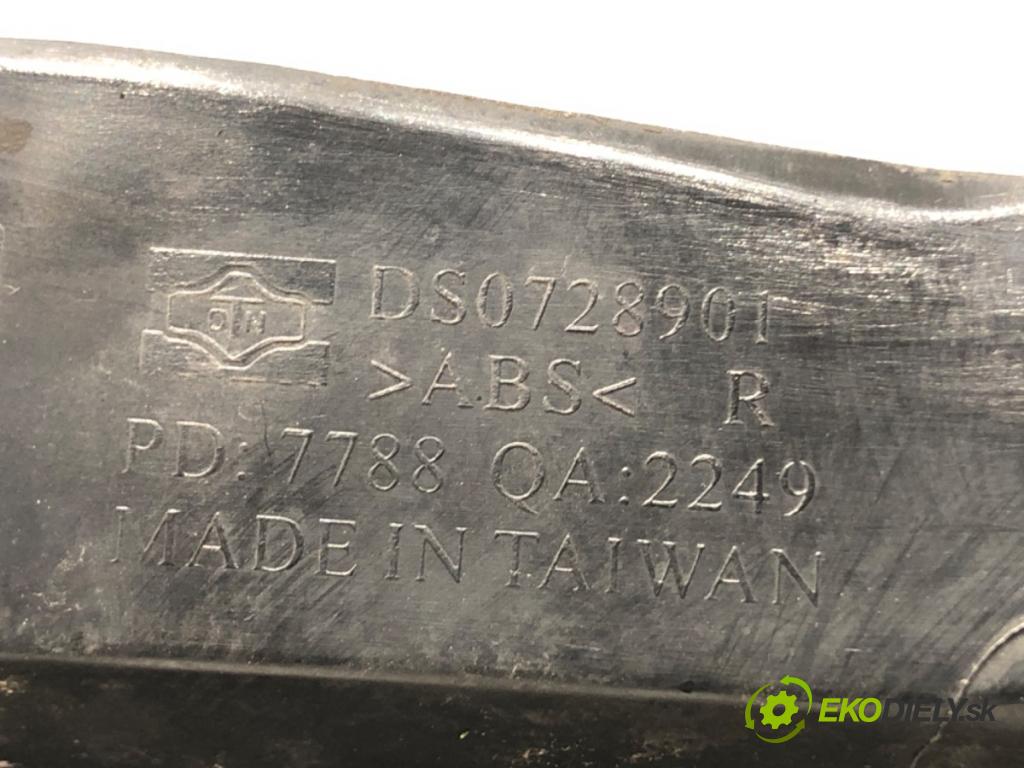 DS0728901
>ABS< R
PD: 7788 QA:2249
MADE IN TAIWAN
EKODIELY.sk